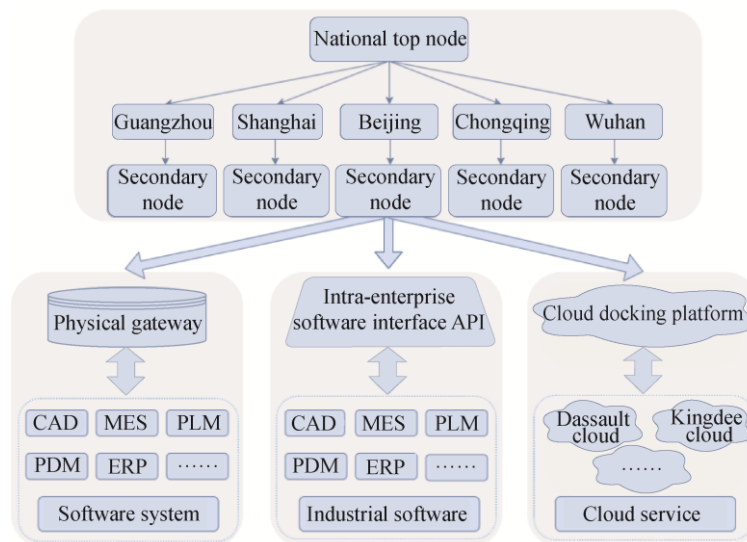 National top node
Guangzhou
Shanghai
Beijing
Chongqing
Wuhan
Secondary
node
Secondary
node
Secondary
node
Secondary
node
Secondary
node
Physical gateway
CAD
MES
PLM
PDM
ERP
······
Software system
Intra-enterprise
software interface API
CAD
MES
PLM
PDM
ERP
······
Industrial software
Cloud docking platform
Dassault
cloud
Kingdee
cloud
······
Cloud service